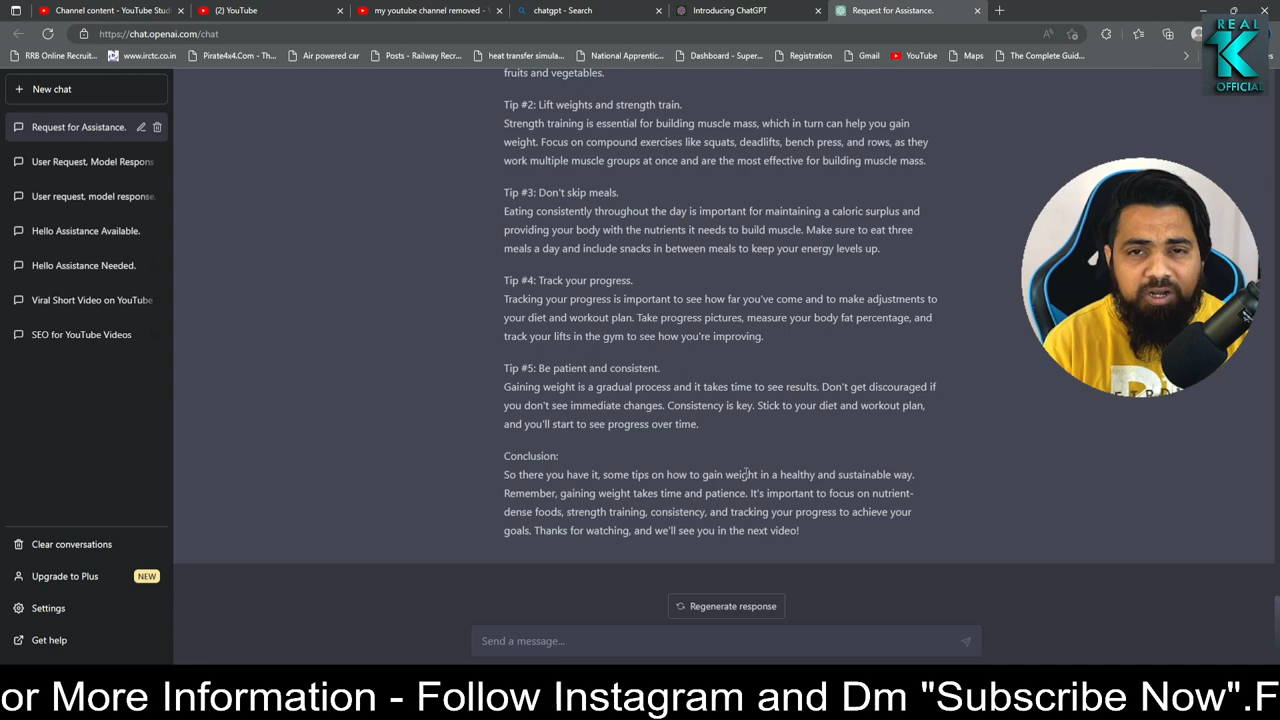 Channel content - YouTube Stud
(2) YouTube
my youtube channel removed -
chatgpt - Search
Introducing ChatGPT
Request for Assistance.
https://chat.openai.com/chat
RRB Online Recruit...
www.irctc.co.in
Pirate4x4.Com - Th...
Air powered car
Posts - Railway Recr...
heat transfer simula...
National Apprentic...
Dashboard - Super...
Registration
Gmail
YouTube
Maps
The Complete Guid...
REAL
K
OFFICIAL
New chat
Request for Assistance.
User Request, Model Respons
User request, model response.
Hello Assistance Available.
Hello Assistance Needed.
Viral Short Video on YouTube
SEO for YouTube Videos
Clear conversations
Upgrade to Plus NEW
Settings
Get help
fruits and vegetables.
Tip #2: Lift weights and strength train.
Strength training is essential for building muscle mass, which in turn can help you gain
weight. Focus on compound exercises like squats, deadlifts, bench press, and rows, as they
work multiple muscle groups at once and are the most effective for building muscle mass.
Tip #3: Don't skip meals.
Eating consistently throughout the day is important for maintaining a caloric surplus and
providing your body with the nutrients it needs to build muscle. Make sure to eat three
meals a day and include snacks in between meals to keep your energy levels up.
Tip #4: Track your progress.
Tracking your progress is important to see how far you've come and to make adjustments to
your diet and workout plan. Take progress pictures, measure your body fat percentage, and
track your lifts in the gym to see how you're improving.
Tip #5: Be patient and consistent.
Gaining weight is a gradual process and it takes time to see results. Don't get discouraged if
you don't see immediate changes. Consistency is key. Stick to your diet and workout plan,
and you'll start to see progress over time.
Conclusion:
So there you have it, some tips on how to gain weight in a healthy and sustainable way.
Remember, gaining weight takes time and patience. It's important to focus on nutrient-
dense foods, strength training, consistency, and tracking your progress to achieve your
goals. Thanks for watching, and we'll see you in the next video!
Regenerate response
Send a message...
or More Information - Follow Instagram and Dm "Subscribe Now".F